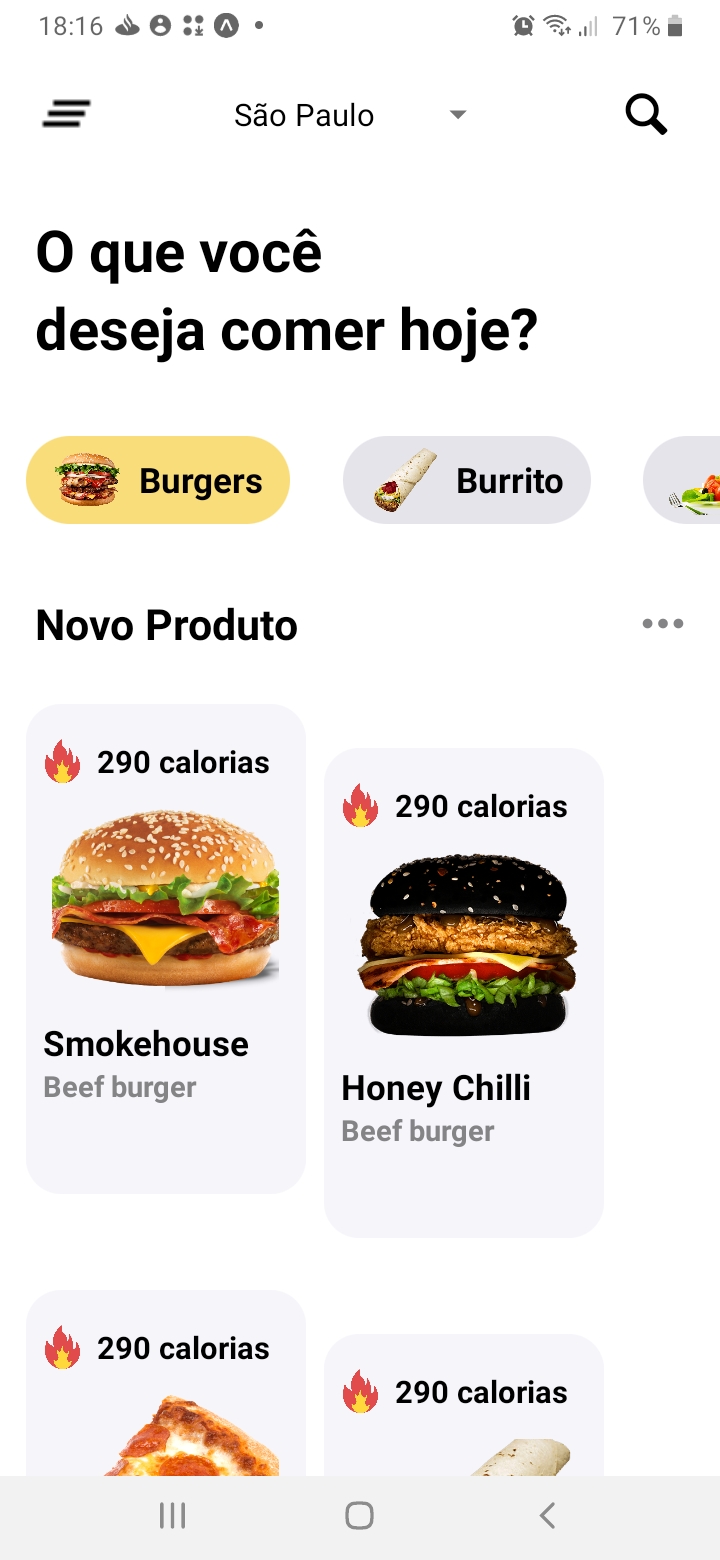 18:16
71%
São Paulo
O que você
deseja comer hoje?
Burgers
Burrito
Novo Produto
290 calorias
290 calorias
Smokehouse
Beef burger
Honey Chilli
Beef burger
290 calorias
290 calorias